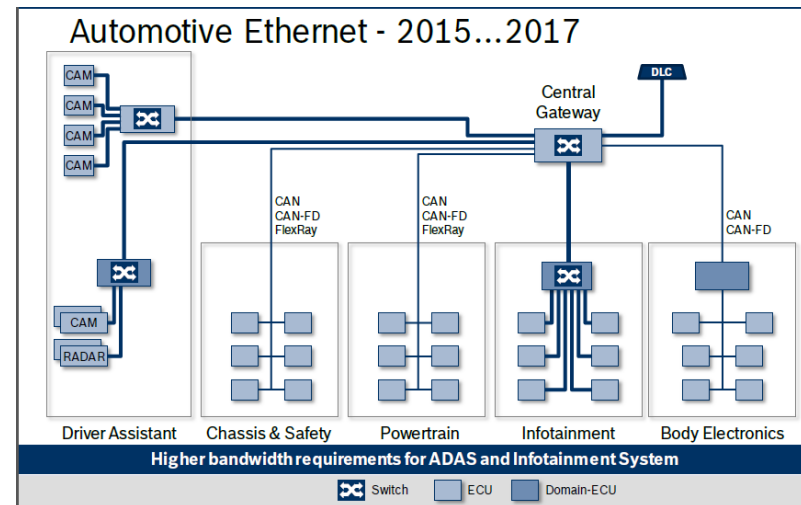 Automotive Ethernet - 2015...2017
CAM
CAM
CAM
CAM
DLC
Central
Gateway
CAN
CAN-FD
FlexRay
CAN
CAN-FD
FlexRay
CAN
CAN-FD
CAM
RADAR
Driver Assistant
Chassis & Safety
Powertrain
Infotainment
Body Electronics
Higher bandwidth requirements for ADAS and Infotainment System
Switch
ECU
Domain-ECU